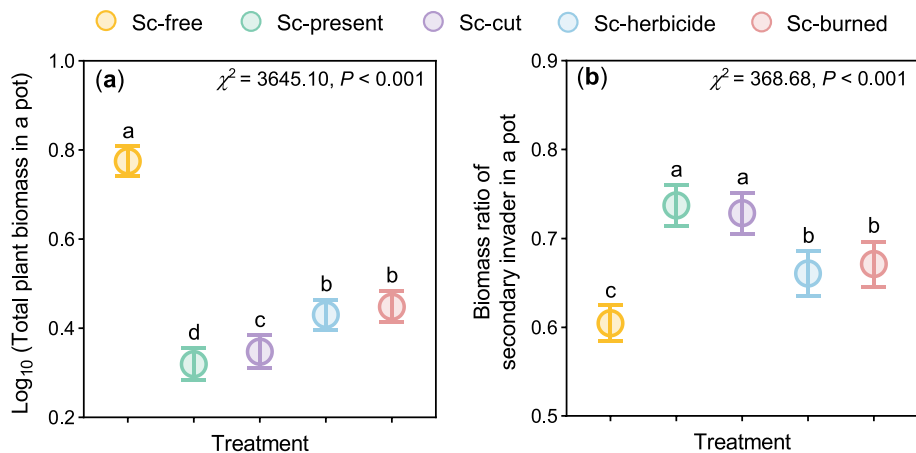 Sc-free Sc-present Sc-cut Sc-herbicide Sc-burned
(a)
χ² = 3645.10, P < 0.001
Log₁₀ (Total plant biomass in a pot)
1.0
0.8
0.6
0.4
0.2
a
d
c
b
b
Treatment
(b)
χ² = 368.68, P < 0.001
Biomass ratio of
secondary invader in a pot
0.9
0.8
0.7
0.6
0.5
c
a
a
b
b
Treatment